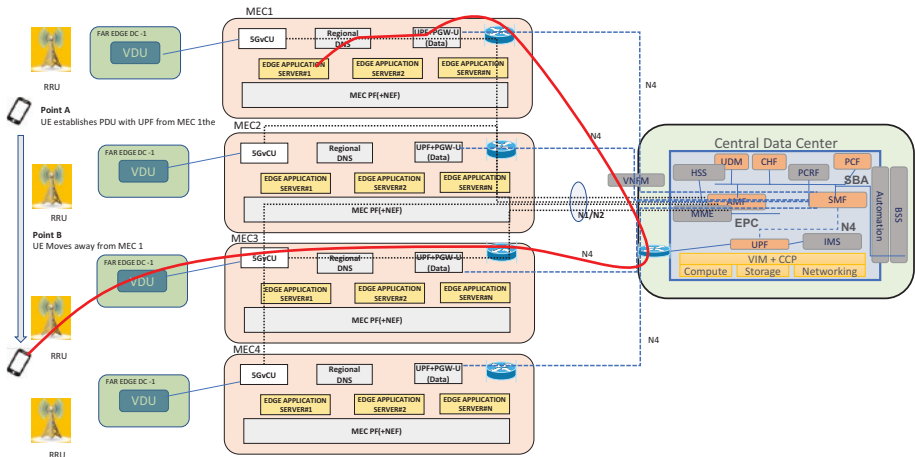 MEC1
FAR EDGE DC -1
VDU
5GvCU
Regional
DNS
UPF+PGW-U
(Data)
EDGE APPLICATION
SERVER#1
EDGE APPLICATION
SERVER#2
EDGE APPLICATION
SERVER#N
MEC PF(+NEF)
RRU
N4
Point A
UE establishes PDU with UPF from MEC 1the
MEC2
FAR EDGE DC -1
VDU
5GvCU
Regional
DNS
UPF+PGW-U
(Data)
N4
EDGE APPLICATION
SERVER#1
EDGE APPLICATION
SERVER#2
EDGE APPLICATION
SERVER#N
MEC PF(+NEF)
RRU
N1/N2
Central Data Center
VNFM
HSS
UDM
CHF
PCRF
PCF
SBA
AMF
SMF
MME
EPC
N4
UPF
IMS
VIM + CCP
Compute
Storage
Networking
Automation
BSS
Point B
UE Moves away from MEC 1
MEC3
FAR EDGE DC -1
VDU
5GvCU
Regional
DNS
UPF+PGW-U
(Data)
N4
EDGE APPLICATION
SERVER#1
EDGE APPLICATION
SERVER#2
EDGE APPLICATION
SERVER#N
MEC PF(+NEF)
RRU
N4
MEC4
FAR EDGE DC -1
VDU
5GvCU
Regional
DNS
UPF+PGW-U
(Data)
EDGE APPLICATION
SERVER#1
EDGE APPLICATION
SERVER#2
EDGE APPLICATION
SERVER#N
MEC PF(+NEF)
RRU